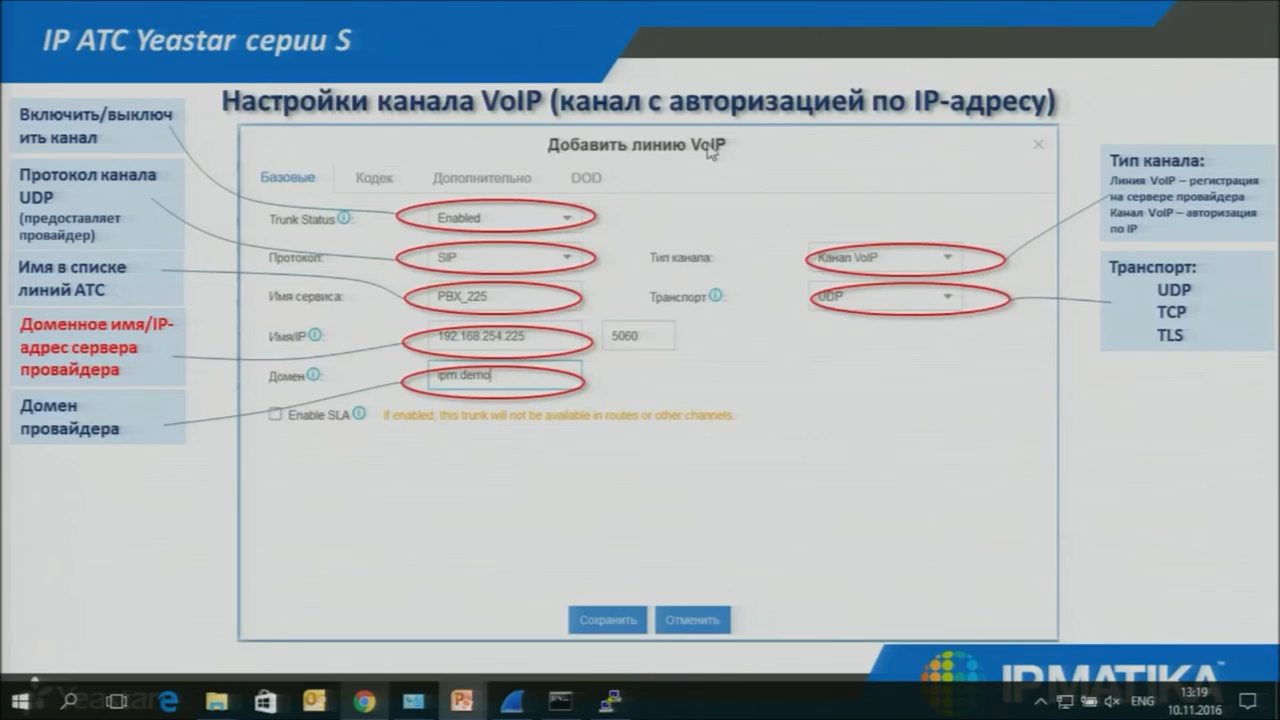 IP АТС Yeastar серии S
Настройки канала VoIP (канал с авторизацией по IP-адресу)
Включить/выключ
ить канал
Протокол канала
UDP
(предоставляет
провайдер)
Имя в списке
линий АТС
Доменное имя/IP-
адрес сервера
провайдера
Домен
провайдера
Добавить линию VoIP
Базовые Кодек Дополнительно DOD
Trunk Status : Enabled
Протокол: SIP Тип канала: Канал VoIP
Имя сервиса: PBX_225 Транспорт : UDP
Имя/IP : 192.168.254.225 : 5060
Домен : ipm.demo
Enable SLA If enabled, this trunk will not be available in routes or other channels.
Сохранить Отменить
Тип канала:
Линия VoIP – регистрация
на сервере провайдера
Канал VoIP – авторизация
по IP
Транспорт:
UDP
TCP
TLS
IPMATIKA™
Yeastar
ENG
13:19
10.11.2016